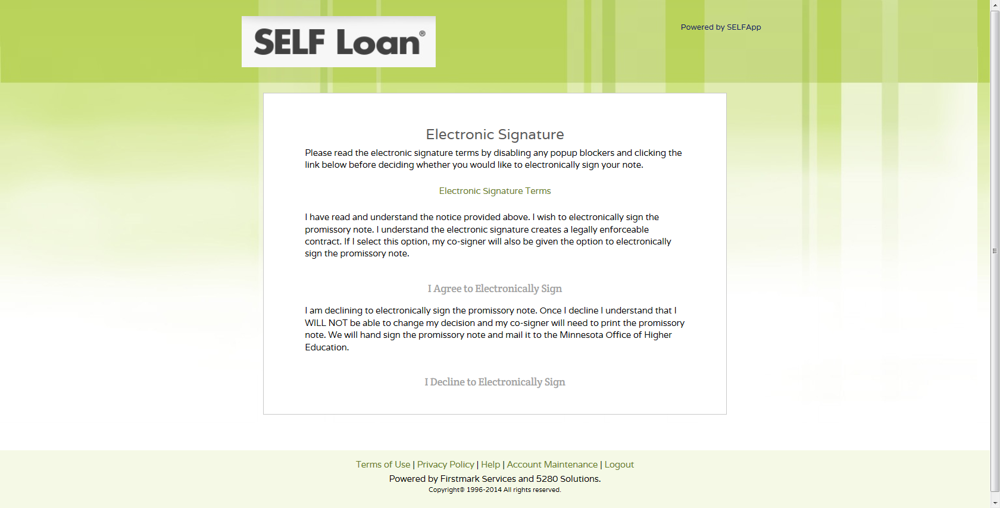 SELF Loan®
Powered by SELFApp
Electronic Signature
Please read the electronic signature terms by disabling any popup blockers and clicking the
link below before deciding whether you would like to electronically sign your note.
Electronic Signature Terms
I have read and understand the notice provided above. I wish to electronically sign the
promissory note. I understand the electronic signature creates a legally enforceable
contract. If I select this option, my co-signer will also be given the option to electronically
sign the promissory note.
I Agree to Electronically Sign
I am declining to electronically sign the promissory note. Once I decline I understand that I
WILL NOT be able to change my decision and my co-signer will need to print the promissory
note. We will hand sign the promissory note and mail it to the Minnesota Office of Higher
Education.
I Decline to Electronically Sign
Terms of Use | Privacy Policy | Help | Account Maintenance | Logout
Powered by Firstmark Services and 5280 Solutions.
Copyright© 1996-2014 All rights reserved.